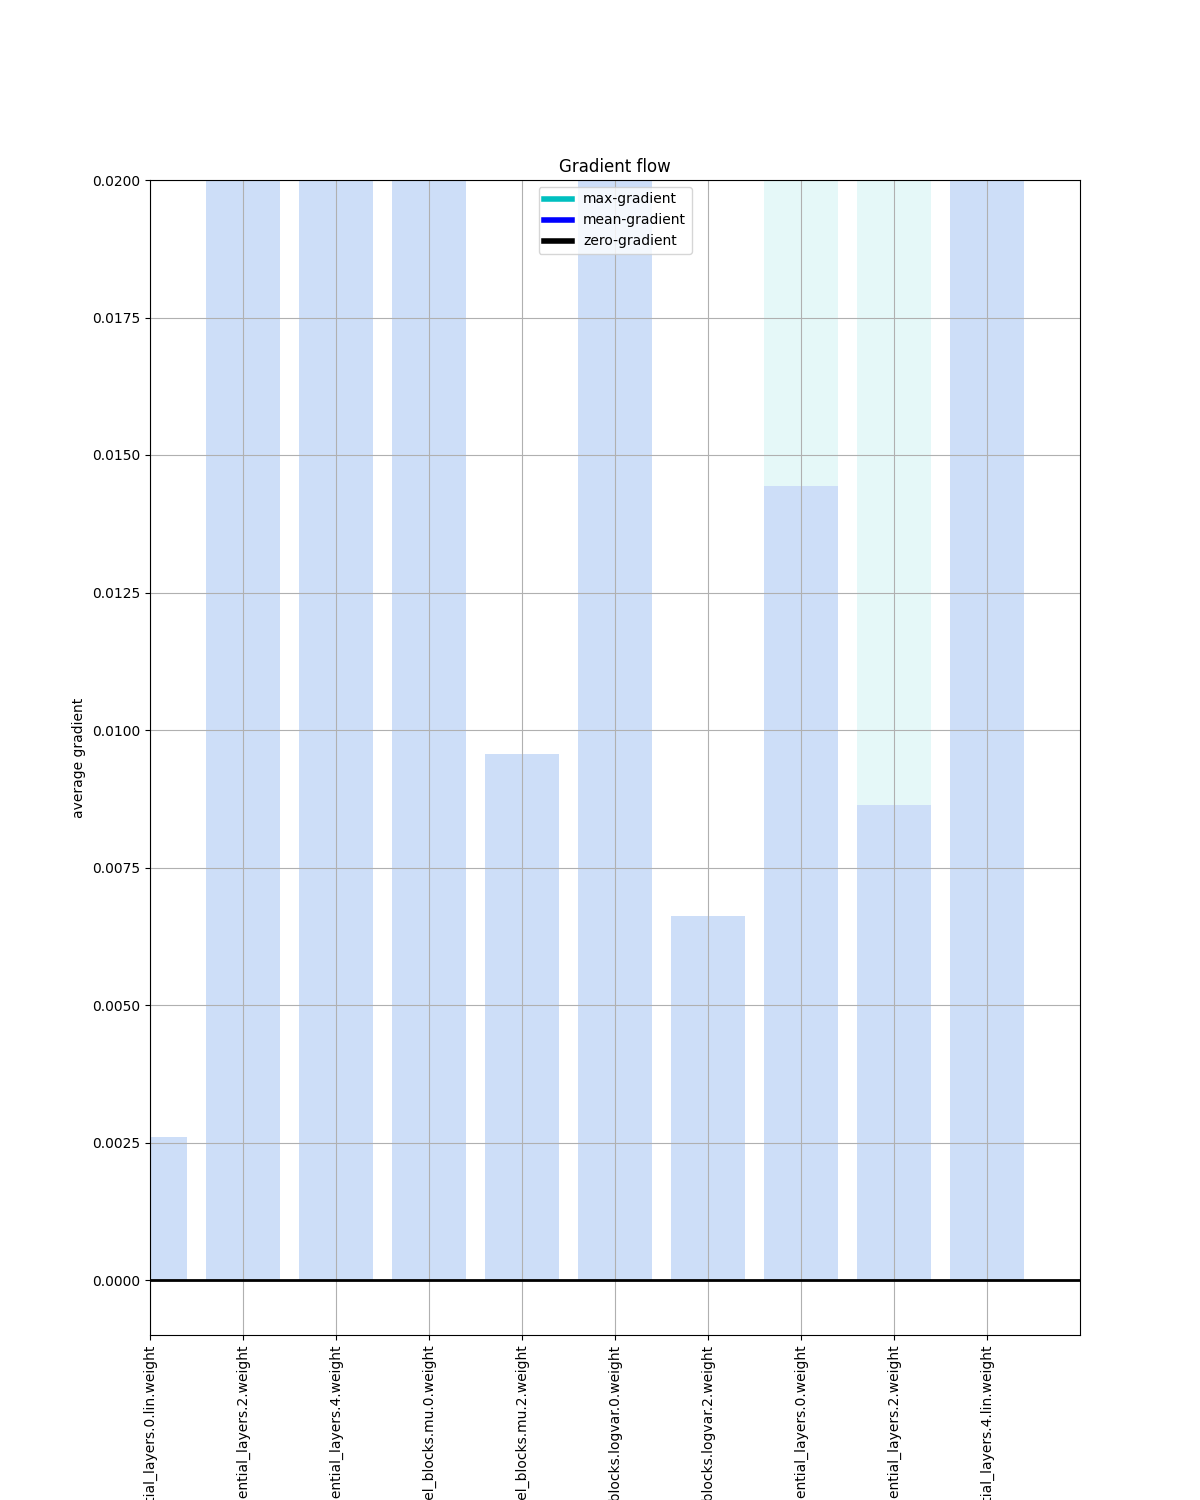 Gradient flow
max-gradient
mean-gradient
zero-gradient
0.0200
0.0175
0.0150
0.0125
0.0100
0.0075
0.0050
0.0025
0.0000
average gradient
tial_layers.0.lin.weight
ential_layers.2.weight
ential_layers.4.weight
el_blocks.mu.0.weight
el_blocks.mu.2.weight
blocks.logvar.0.weight
blocks.logvar.2.weight
ential_layers.0.weight
ential_layers.2.weight
tial_layers.4.lin.weight